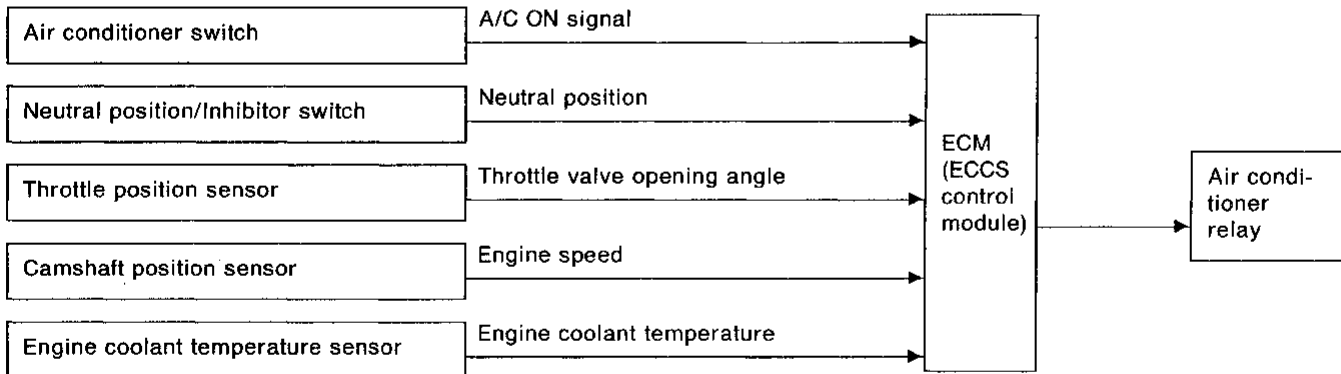 Air conditioner switch
A/C ON signal
Neutral position/Inhibitor switch
Neutral position
Throttle position sensor
Throttle valve opening angle
Camshaft position sensor
Engine speed
Engine coolant temperature sensor
Engine coolant temperature
ECM
(ECCS
control
module)
Air condi-
tioner
relay